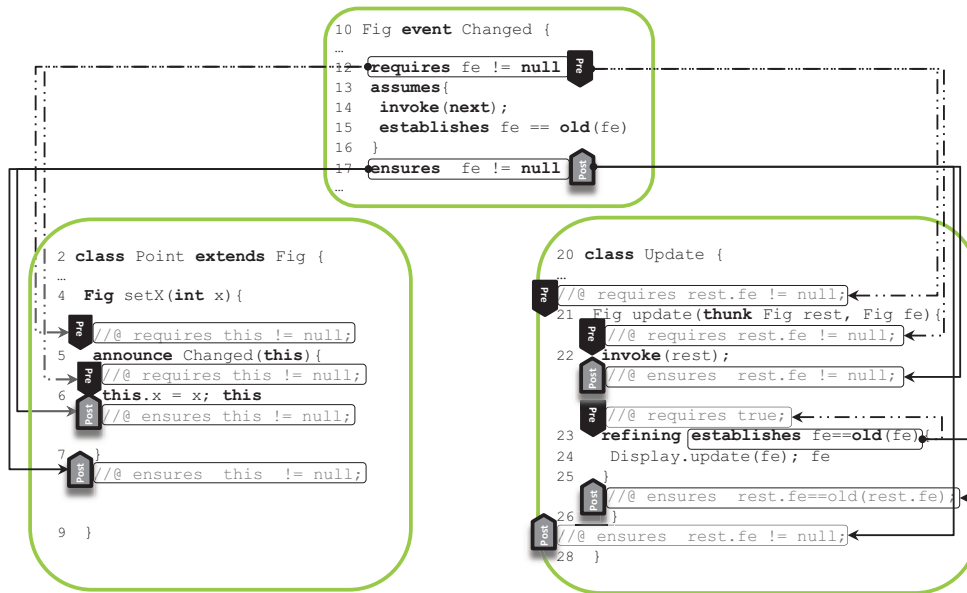 10 Fig event Changed {
…
12 requires fe != null Pre
13 assumes{
14 invoke(next);
15 establishes fe == old(fe)
16 }
17 ensures fe != null Post
…
2 class Point extends Fig {
…
4 Fig setX(int x){
Pre //@ requires this != null;
5 announce Changed(this){
Pre //@ requires this != null;
6 this.x = x; this
Post //@ ensures this != null;
7 }
Post //@ ensures this != null;
9 }
20 class Update {
…
Pre //@ requires rest.fe != null;
21 Fig update(thunk Fig rest, Fig fe){
Pre //@ requires rest.fe != null;
22 invoke(rest);
Post //@ ensures rest.fe != null;
Pre //@ requires true;
23 refining establishes fe==old(fe){
24 Display.update(fe); fe
25 }
Post //@ ensures rest.fe==old(rest.fe);
26 }
Post //@ ensures rest.fe != null;
28 }